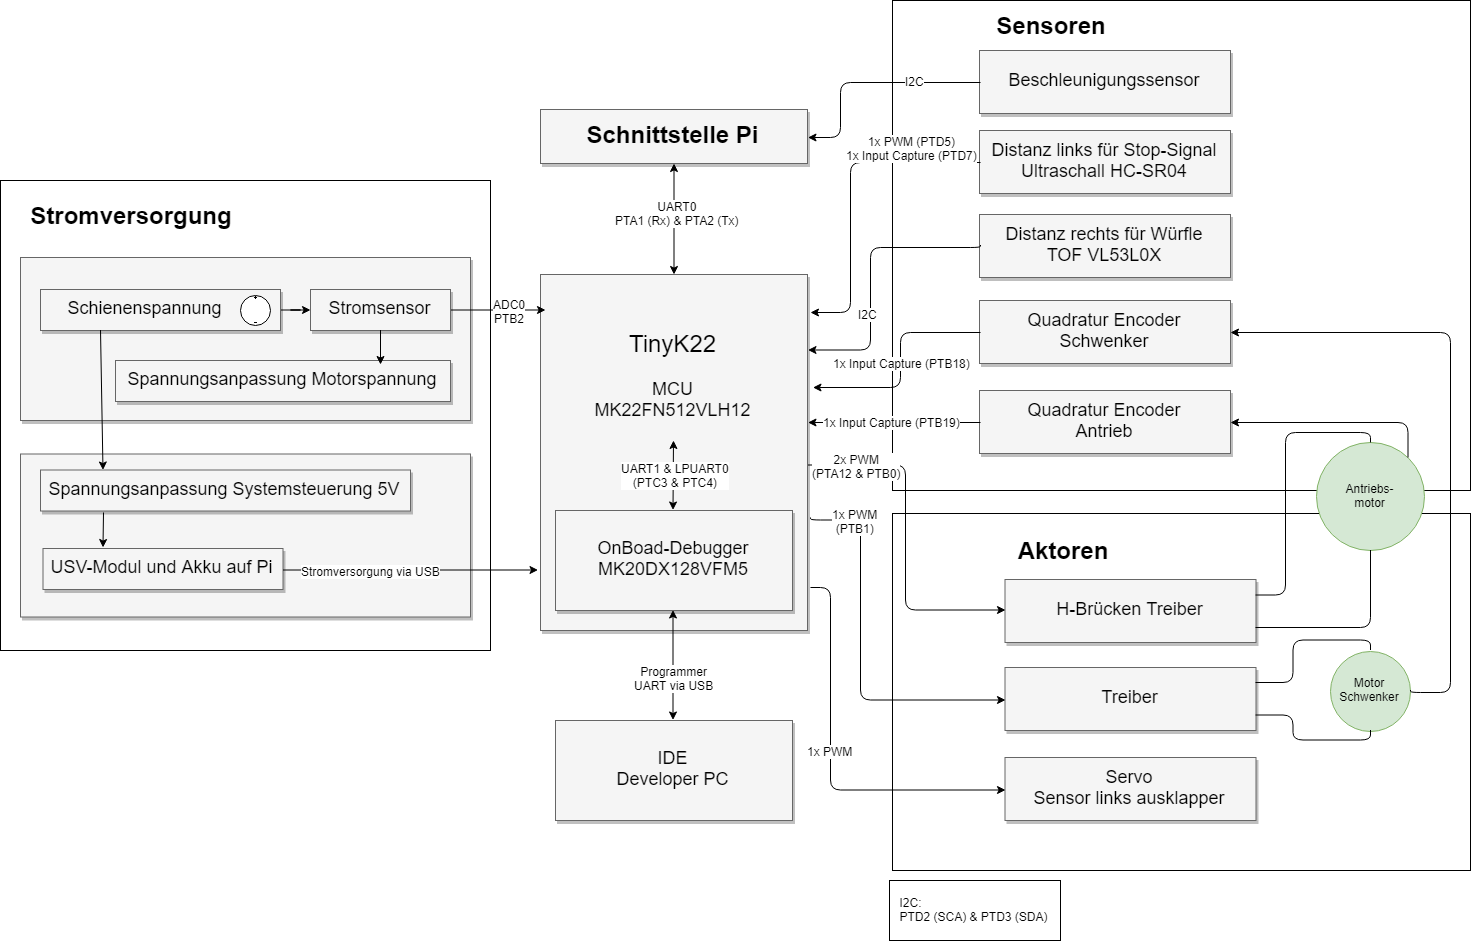 Stromversorgung
Schienenspannung
Stromsensor
Spannungsanpassung Motorspannung
Spannungsanpassung Systemsteuerung 5V
USV-Modul und Akku auf Pi
Stromversorgung via USB
ADC0
PTB2
Schnittstelle Pi
UART0
PTA1 (Rx) & PTA2 (Tx)
TinyK22
MCU
MK22FN512VLH12
UART1 & LPUART0
(PTC3 & PTC4)
OnBoad-Debugger
MK20DX128VFM5
Programmer
UART via USB
IDE
Developer PC
I2C
1x PWM (PTD5)
1x Input Capture (PTD7)
I2C
1x Input Capture (PTB18)
1x Input Capture (PTB19)
2x PWM
(PTA12 & PTB0)
1x PWM
(PTB1)
1x PWM
Sensoren
Beschleunigungssensor
Distanz links für Stop-Signal
Ultraschall HC-SR04
Distanz rechts für Würfle
TOF VL53L0X
Quadratur Encoder
Schwenker
Quadratur Encoder
Antrieb
Antriebs-
motor
Aktoren
H-Brücken Treiber
Treiber
Motor
Schwenker
Servo
Sensor links ausklapper
I2C:
PTD2 (SCA) & PTD3 (SDA)